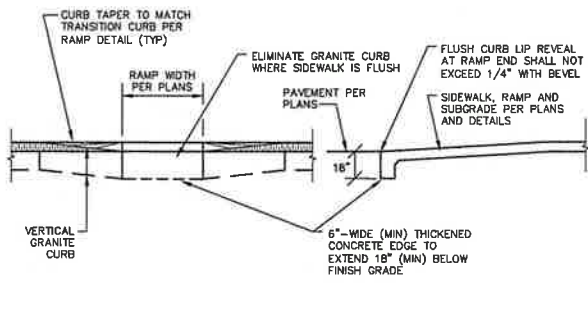 CURB TAPER TO MATCH
TRANSITION CURB PER
RAMP DETAIL (TYP)
RAMP WIDTH
PER PLANS
ELIMINATE GRANITE CURB
WHERE SIDEWALK IS FLUSH
FLUSH CURB LIP REVEAL
AT RAMP END SHALL NOT
EXCEED 1/4" WITH BEVEL
PAVEMENT PER
PLANS
SIDEWALK, RAMP AND
SUBGRADE PER PLANS
AND DETAILS
18"
VERTICAL
GRANITE
CURB
6"-WIDE (MIN) THICKENED
CONCRETE EDGE TO
EXTEND 18" (MIN) BELOW
FINISH GRADE